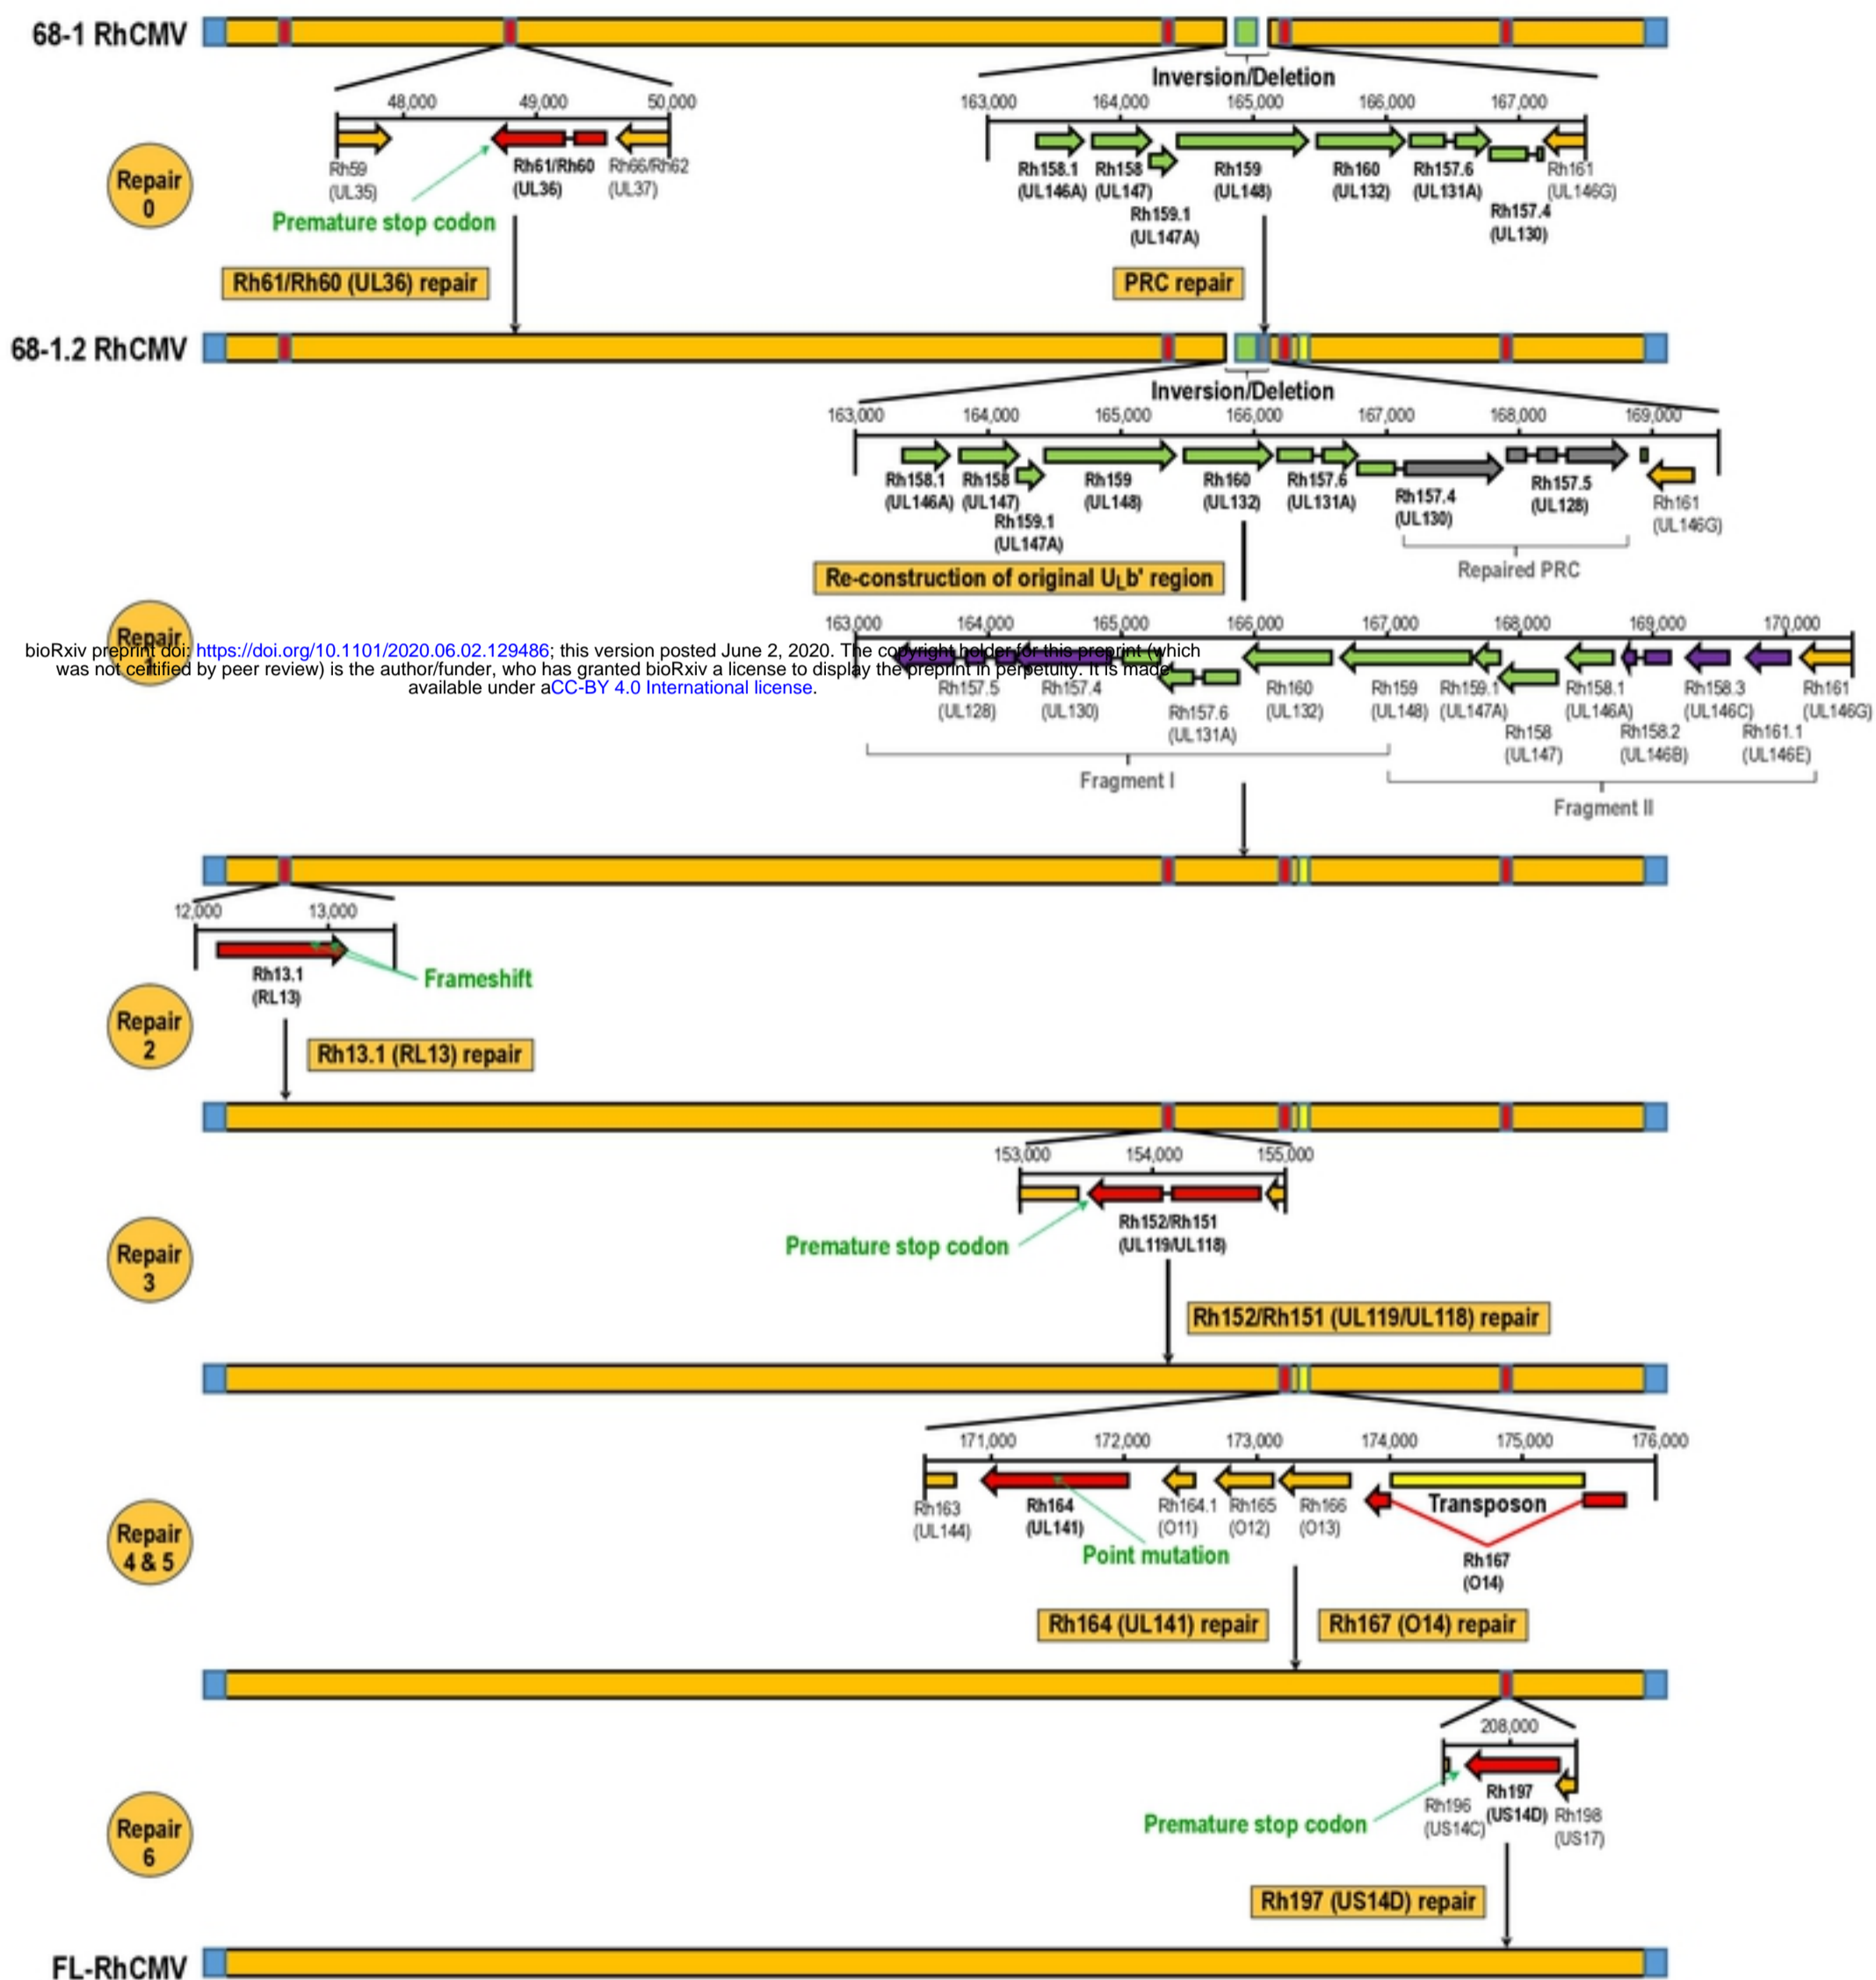 68-1 RhCMV
Inversion/Deletion
48,000 49,000 50,000
163,000 164,000 165,000 166,000 167,000
Rh59 (UL35)
Rh61/Rh60 (UL36)
Rh66/Rh62 (UL37)
Rh158.1 (UL146A)
Rh158 (UL147)
Rh159.1 (UL147A)
Rh159 (UL148)
Rh160 (UL132)
Rh157.6 (UL131A)
Rh157.4 (UL130)
Rh161 (UL146G)
Repair 0
Premature stop codon
Rh61/Rh60 (UL36) repair
PRC repair
68-1.2 RhCMV
Inversion/Deletion
163,000 164,000 165,000 166,000 167,000 168,000 169,000
Rh158.1 (UL146A)
Rh158 (UL147)
Rh159.1 (UL147A)
Rh159 (UL148)
Rh160 (UL132)
Rh157.6 (UL131A)
Rh157.4 (UL130)
Rh157.5 (UL128)
Rh161 (UL146G)
Repaired PRC
Re-construction of original ULb' region
Repair 1
163,000 164,000 165,000 166,000 167,000 168,000 169,000 170,000
bioRxiv preprint doi: https://doi.org/10.1101/2020.06.02.129486; this version posted June 2, 2020. The copyright holder for this preprint (which
was not certified by peer review) is the author/funder, who has granted bioRxiv a license to display the preprint in perpetuity. It is made
available under aCC-BY 4.0 International license.
Rh157.5 (UL128)
Rh157.4 (UL130)
Rh157.6 (UL131A)
Rh160 (UL132)
Rh159 (UL148)
Rh159.1 (UL147A)
Rh158 (UL147)
Rh158.1 (UL146A)
Rh158.2 (UL146B)
Rh158.3 (UL146C)
Rh161.1 (UL146E)
Rh161 (UL146G)
Fragment I
Fragment II
12,000 13,000
Rh13.1 (RL13)
Frameshift
Repair 2
Rh13.1 (RL13) repair
153,000 154,000 155,000
Rh152/Rh151 (UL119/UL118)
Premature stop codon
Repair 3
Rh152/Rh151 (UL119/UL118) repair
171,000 172,000 173,000 174,000 175,000 176,000
Rh163 (UL144)
Rh164 (UL141)
Rh164.1 (O11)
Rh165 (O12)
Rh166 (O13)
Transposon
Rh167 (O14)
Point mutation
Repair 4 & 5
Rh164 (UL141) repair
Rh167 (O14) repair
208,000
Rh196 (US14C)
Rh197 (US14D)
Rh198 (US17)
Premature stop codon
Repair 6
Rh197 (US14D) repair
FL-RhCMV